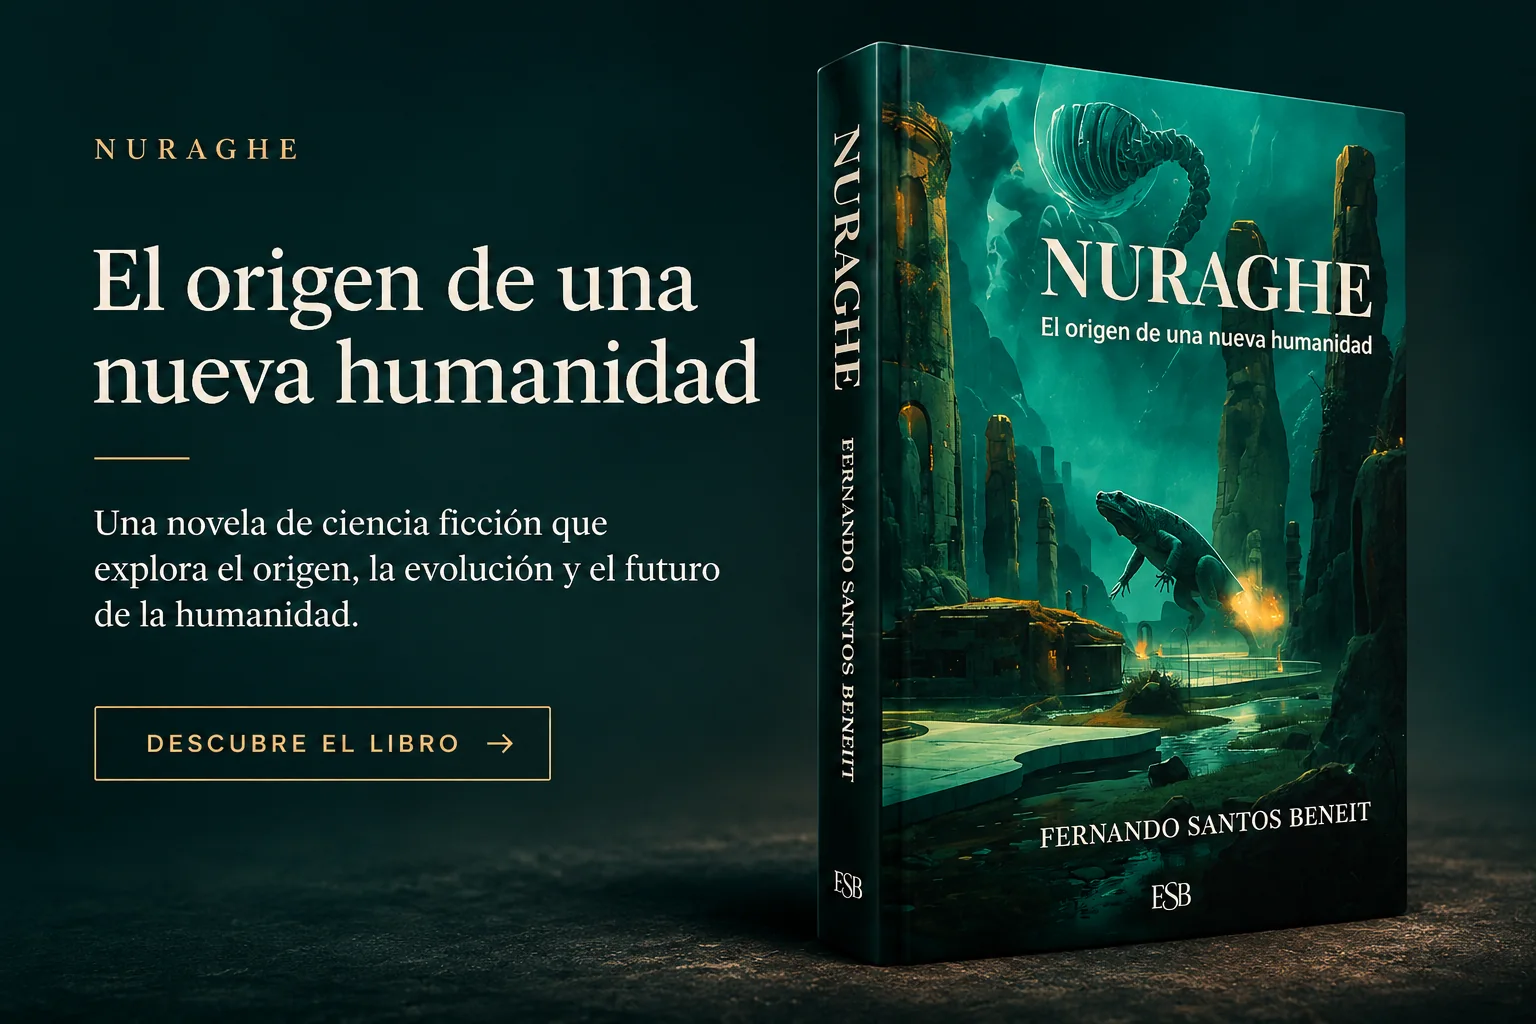 NURAGHE
El origen de una
nueva humanidad
Una novela de ciencia ficción que
explora el origen, la evolución y el futuro
de la humanidad.
DESCUBRE EL LIBRO →
NURAGHE
FERNANDO SANTOS BENEIT
ESB
NURAGHE
El origen de una nueva humanidad
FERNANDO SANTOS BENEIT
ESB